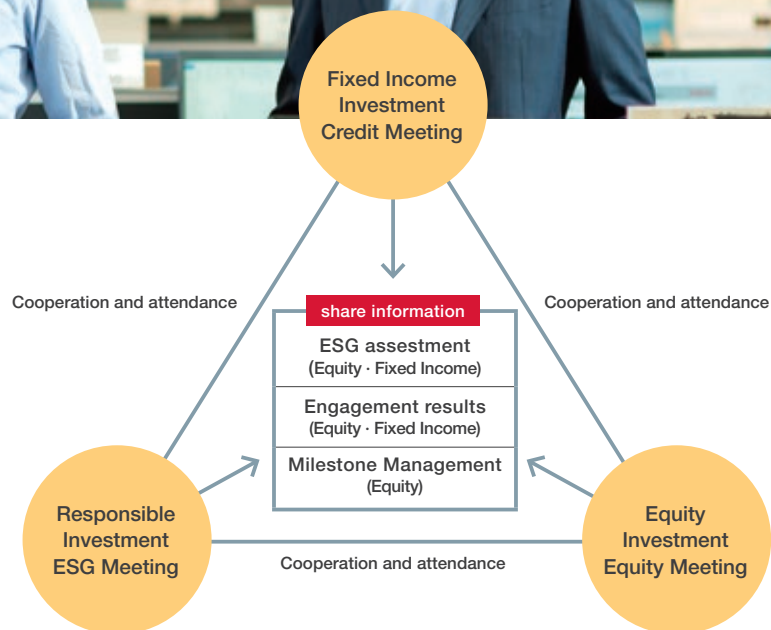 Fixed Income
Investment
Credit Meeting
Cooperation and attendance
Cooperation and attendance
share information
ESG assestment
(Equity · Fixed Income)
Engagement results
(Equity · Fixed Income)
Milestone Management
(Equity)
Responsible
Investment
ESG Meeting
Equity
Investment
Equity Meeting
Cooperation and attendance